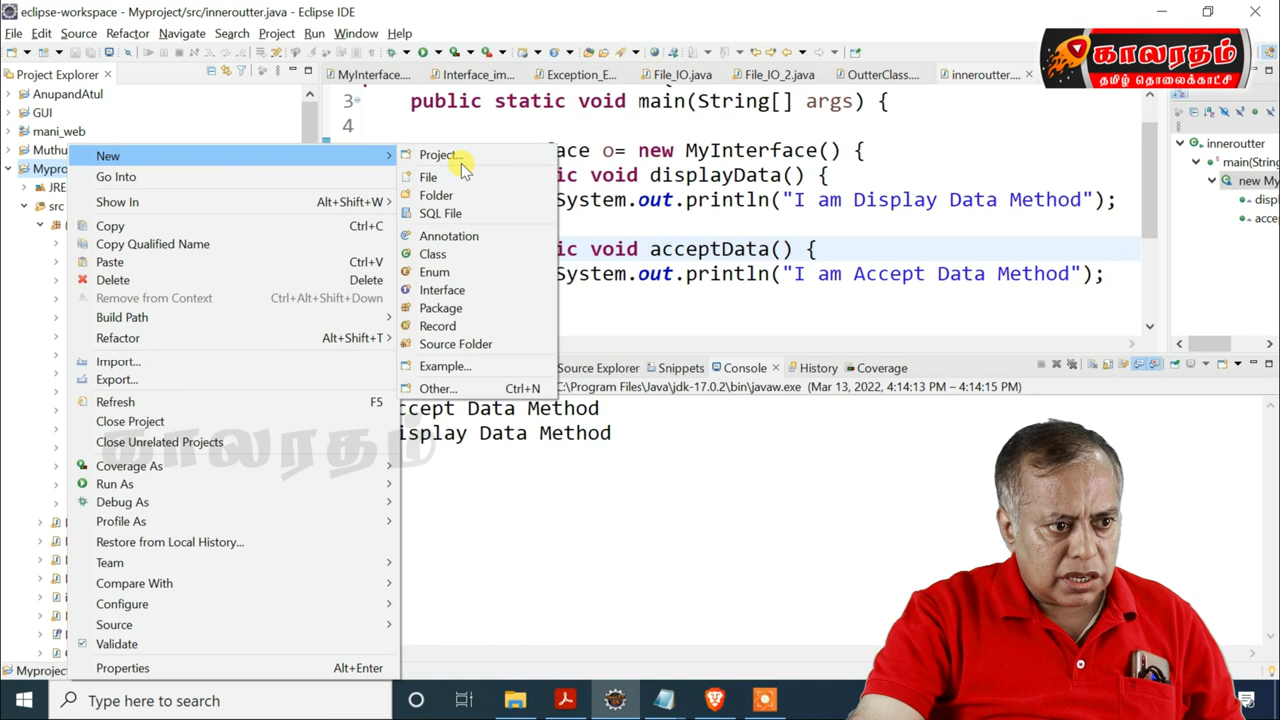 eclipse-workspace - Myproject/src/inneroutter.java - Eclipse IDE
File Edit Source Refactor Navigate Search Project Run Window Help
காலரதம்
தமிழ் தொலைக்காட்சி
Project Explorer
MyInterface....
Interface_im...
Exception_E...
File_IO.java
File_IO_2.java
OutterClass....
inneroutter....
AnupandAtul
GUI
mani_web
Muthu
Mypro
JRE
src
New
Go Into
Show In Alt+Shift+W
Copy Ctrl+C
Copy Qualified Name
Paste Ctrl+V
Delete Delete
Remove from Context Ctrl+Alt+Shift+Down
Build Path
Refactor Alt+Shift+T
Import...
Export...
Refresh F5
Close Project
Close Unrelated Projects
Coverage As
Run As
Debug As
Profile As
Restore from Local History...
Team
Compare With
Configure
Source
Validate
Properties Alt+Enter
Project...
File
Folder
SQL File
Annotation
Class
Enum
Interface
Package
Record
Source Folder
Example...
Other... Ctrl+N
3 public static void main(String[] args) {
4
face o= new MyInterface() {
ic void displayData() {
System.out.println("I am Display Data Method");
ic void acceptData() {
System.out.println("I am Accept Data Method");
inneroutter
main(String
new My
displ
acce
Source Explorer Snippets Console History Coverage
C:\Program Files\Java\jdk-17.0.2\bin\javaw.exe (Mar 13, 2022, 4:14:13 PM – 4:14:15 PM)
ccept Data Method
isplay Data Method
காலரதம்
Myproject
Type here to search